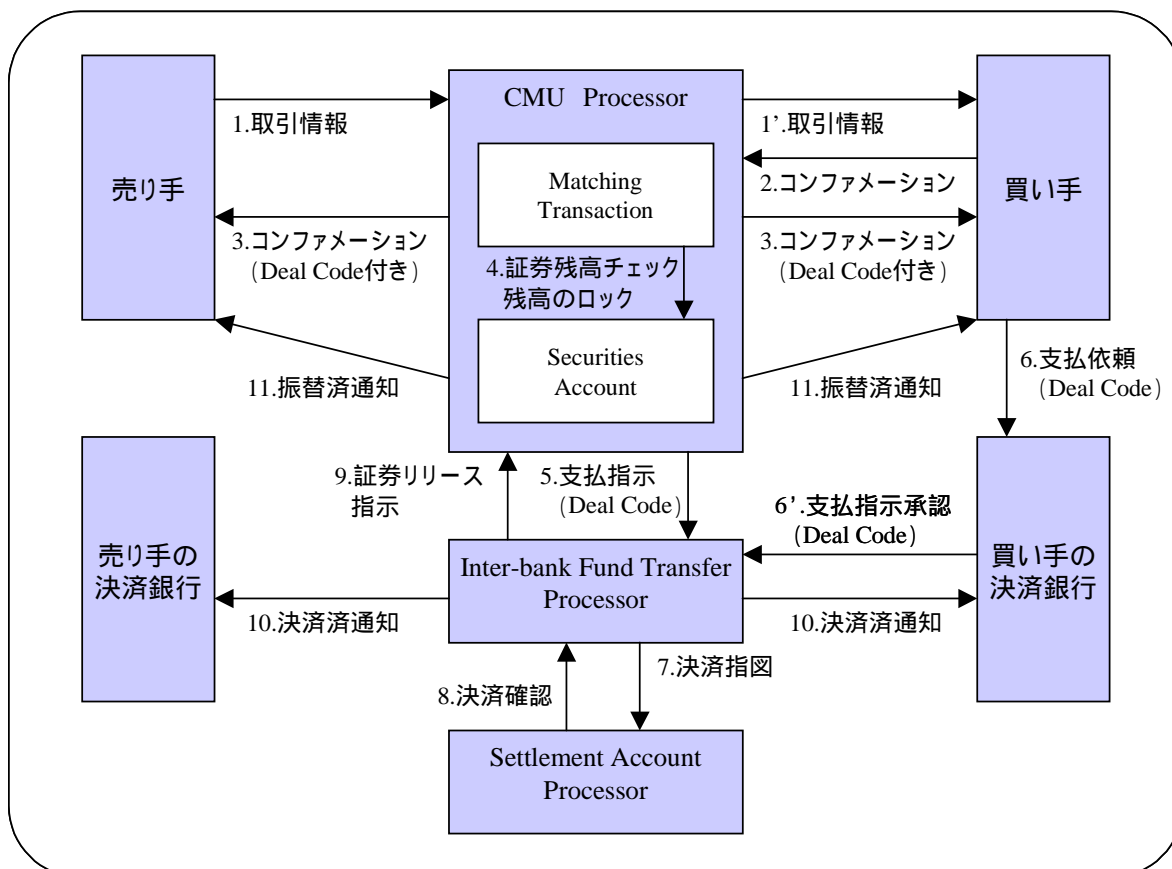 CMU Processor
1.取引情報
1’.取引情報
売り手
Matching
Transaction
2.コンファメーション
買い手
3.コンファメーション
(Deal Code付き)
3.コンファメーション
(Deal Code付き)
4.証券残高チェック
残高のロック
Securities
Account
11.振替済通知
11.振替済通知
6.支払依頼
(Deal Code)
9.証券リリース
指示
5.支払指示
(Deal Code)
6’.支払指示承認
(Deal Code)
売り手の
決済銀行
Inter-bank Fund Transfer
Processor
買い手の
決済銀行
10.決済済通知
10.決済済通知
7.決済指図
8.決済確認
Settlement Account
Processor